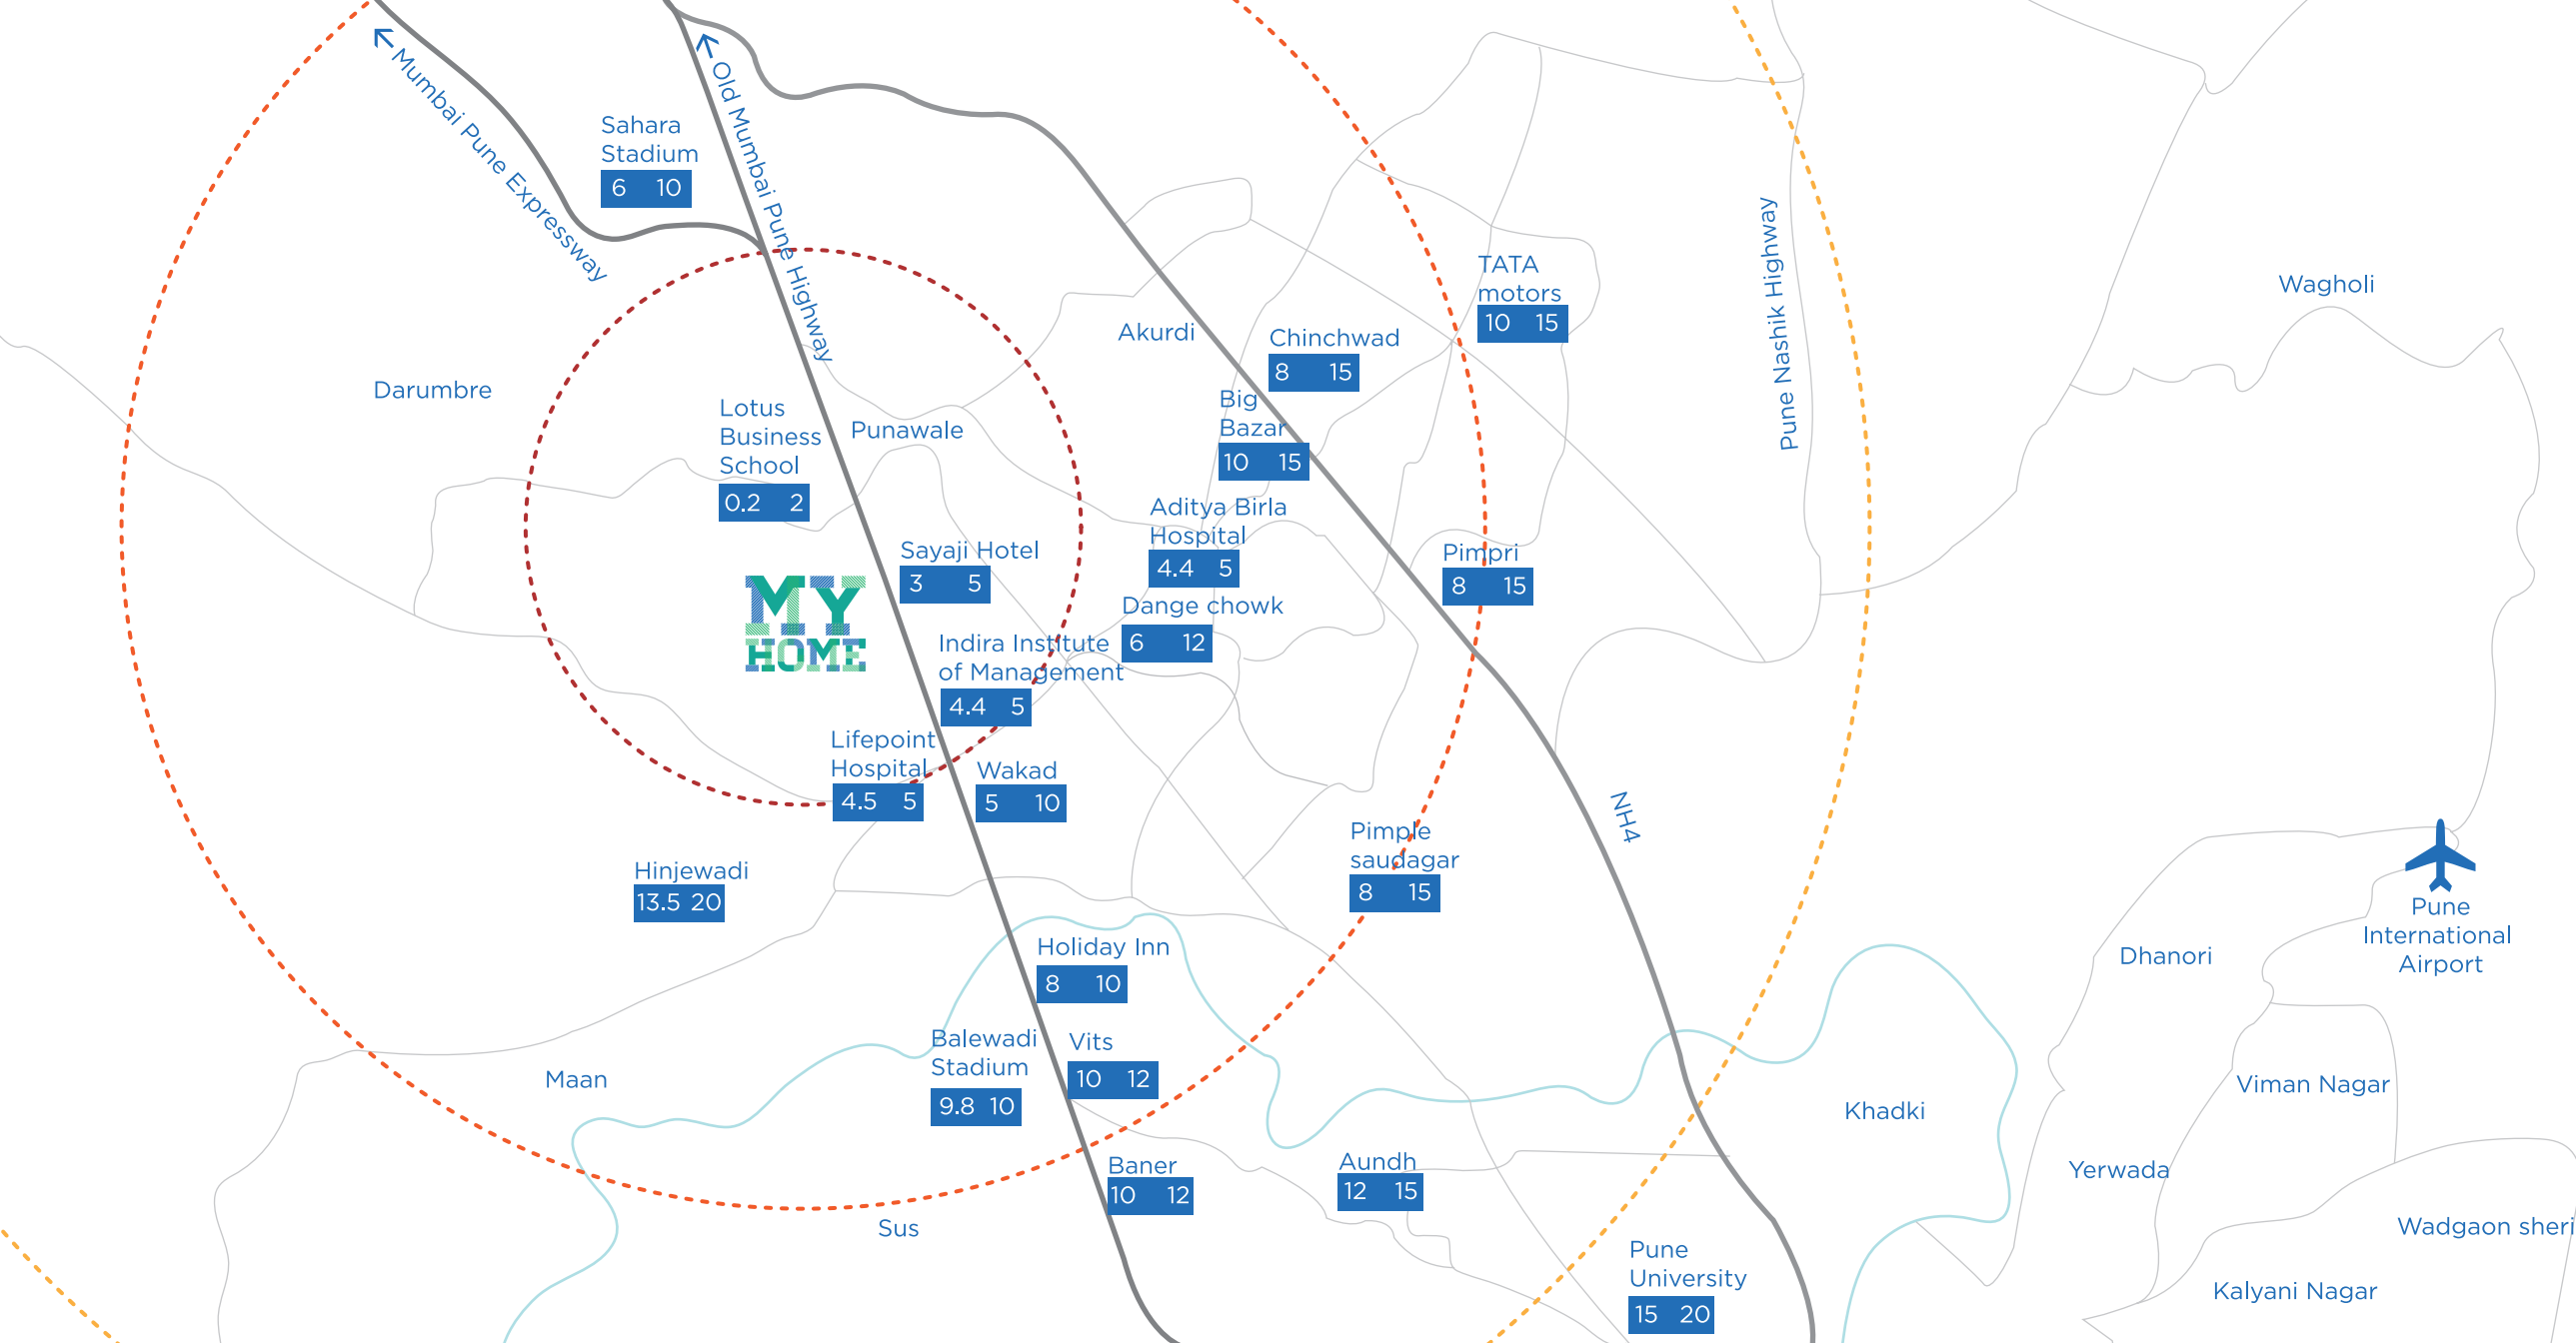 Mumbai Pune Expressway
Old Mumbai Pune Highway
Sahara
Stadium
6 10
Pune Nashik Highway
TATA
motors
10 15
Wagholi
Akurdi
Chinchwad
8 15
Darumbre
Big
Bazar
10 15
Lotus
Business
School
0.2 2
Punawale
Aditya Birla
Hospital
4.4 5
Sayaji Hotel
3 5
Pimpri
8 15
MY
HOME
Dange chowk
6 12
Indira Institute
of Management
4.4 5
Lifepoint
Hospital
4.5 5
Wakad
5 10
NH4
Pimple
saudagar
8 15
Hinjewadi
13.5 20
Pune
International
Airport
Holiday Inn
8 10
Dhanori
Balewadi
Stadium
9.8 10
Vits
10 12
Maan
Viman Nagar
Khadki
Baner
10 12
Aundh
12 15
Yerwada
Sus
Wadgaon sheri
Pune
University
15 20
Kalyani Nagar